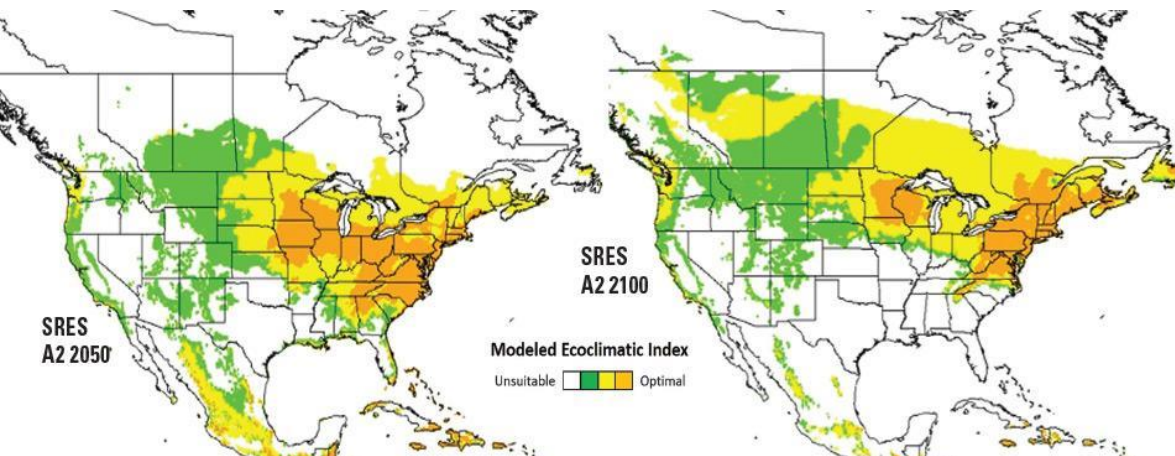 SRES
A2 2050
SRES
A2 2100
Modeled Ecoclimatic Index
Unsuitable Optimal